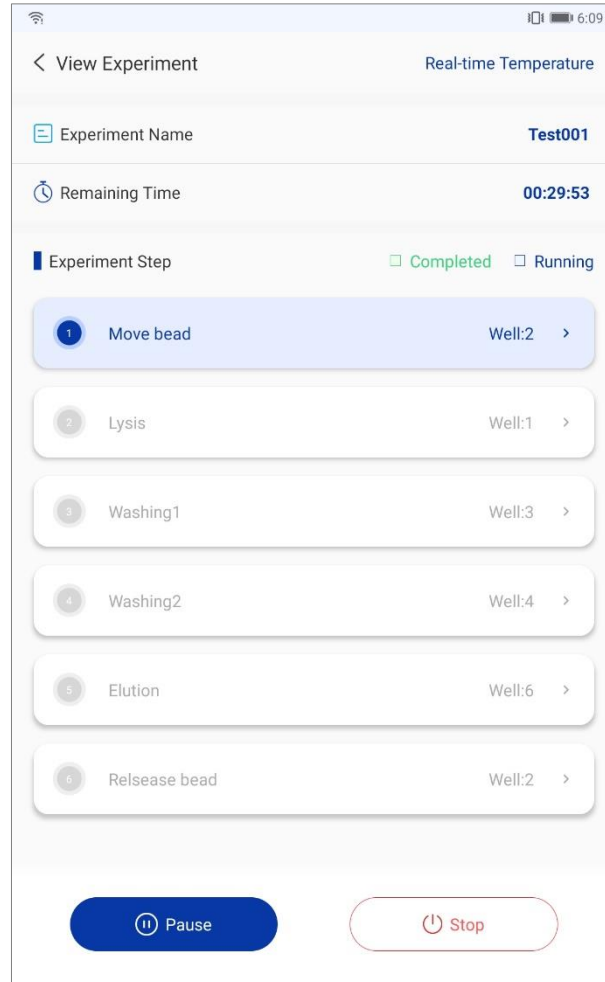 6:09
View Experiment Real-time Temperature
Experiment Name Test001
Remaining Time 00:29:53
Experiment Step Completed Running
1 Move bead Well:2
2 Lysis Well:1
3 Washing1 Well:3
4 Washing2 Well:4
5 Elution Well:6
6 Relsease bead Well:2
Pause Stop